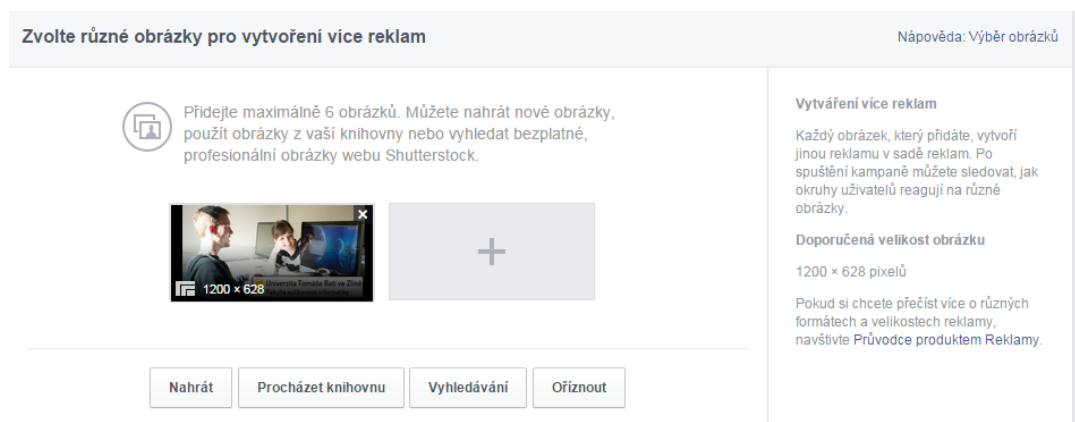 Zvolte různé obrázky pro vytvoření více reklam
Nápověda: Výběr obrázků
Přidejte maximálně 6 obrázků. Můžete nahrát nové obrázky,
použít obrázky z vaší knihovny nebo vyhledat bezplatné,
profesionální obrázky webu Shutterstock.
1200 × 628
Univerzita Tomáše Bati ve Zlíně
Fakulta aplikované informatiky
Nahrát
Procházet knihovnu
Vyhledávání
Oříznout
Vytváření více reklam
Každý obrázek, který přidáte, vytvoří
jinou reklamu v sadě reklam. Po
spuštění kampaně můžete sledovat, jak
okruhy uživatelů reagují na různé
obrázky.
Doporučená velikost obrázku
1200 × 628 pixelů
Pokud si chcete přečíst více o různých
formátech a velikostech reklamy,
navštivte Průvodce produktem Reklamy.